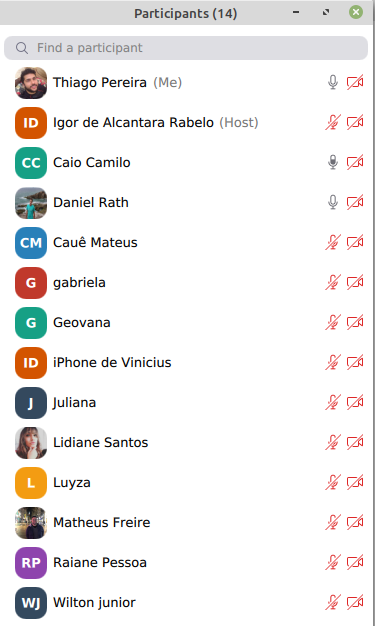 Participants (14)
Find a participant
Thiago Pereira (Me)
ID Igor de Alcantara Rabelo (Host)
CC Caio Camilo
Daniel Rath
CM Cauê Mateus
G gabriela
G Geovana
ID iPhone de Vinicius
J Juliana
Lidiane Santos
L Luyza
Matheus Freire
RP Raiane Pessoa
WJ Wilton junior